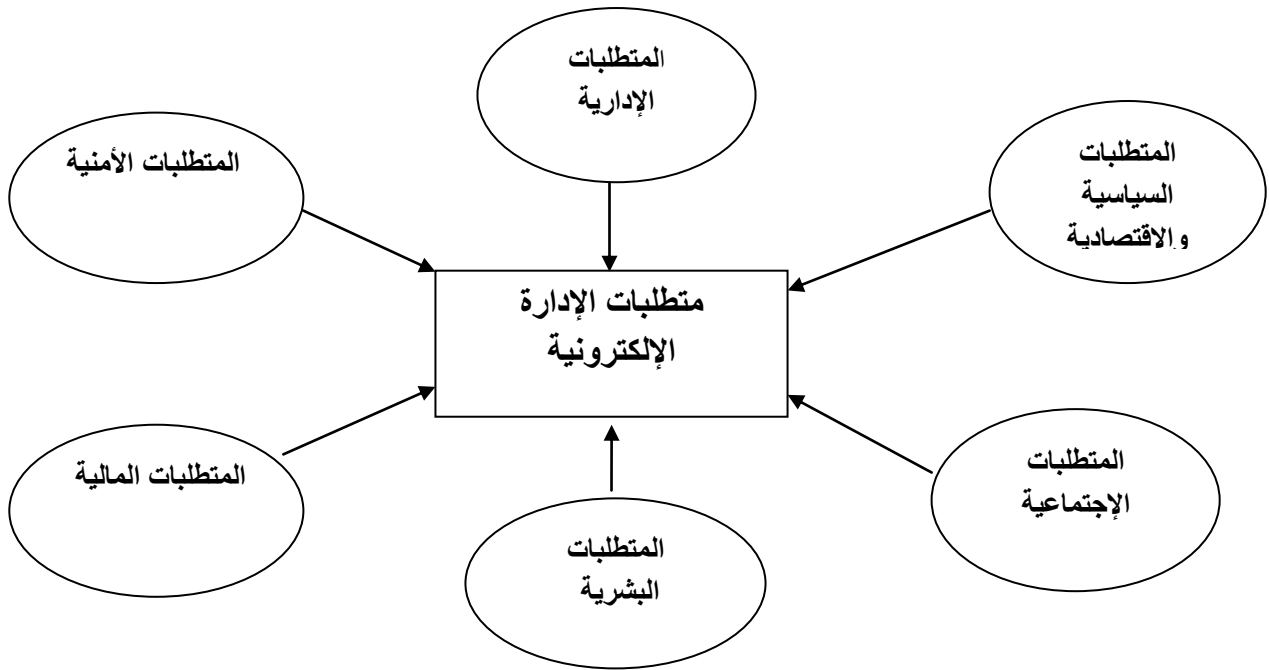 المتطلبات
الإدارية
المتطلبات
السياسية
والاقتصادية
المتطلبات الأمنية
متطلبات الإدارة
الإلكترونية
المتطلبات
الإجتماعية
المتطلبات المالية
المتطلبات
البشرية